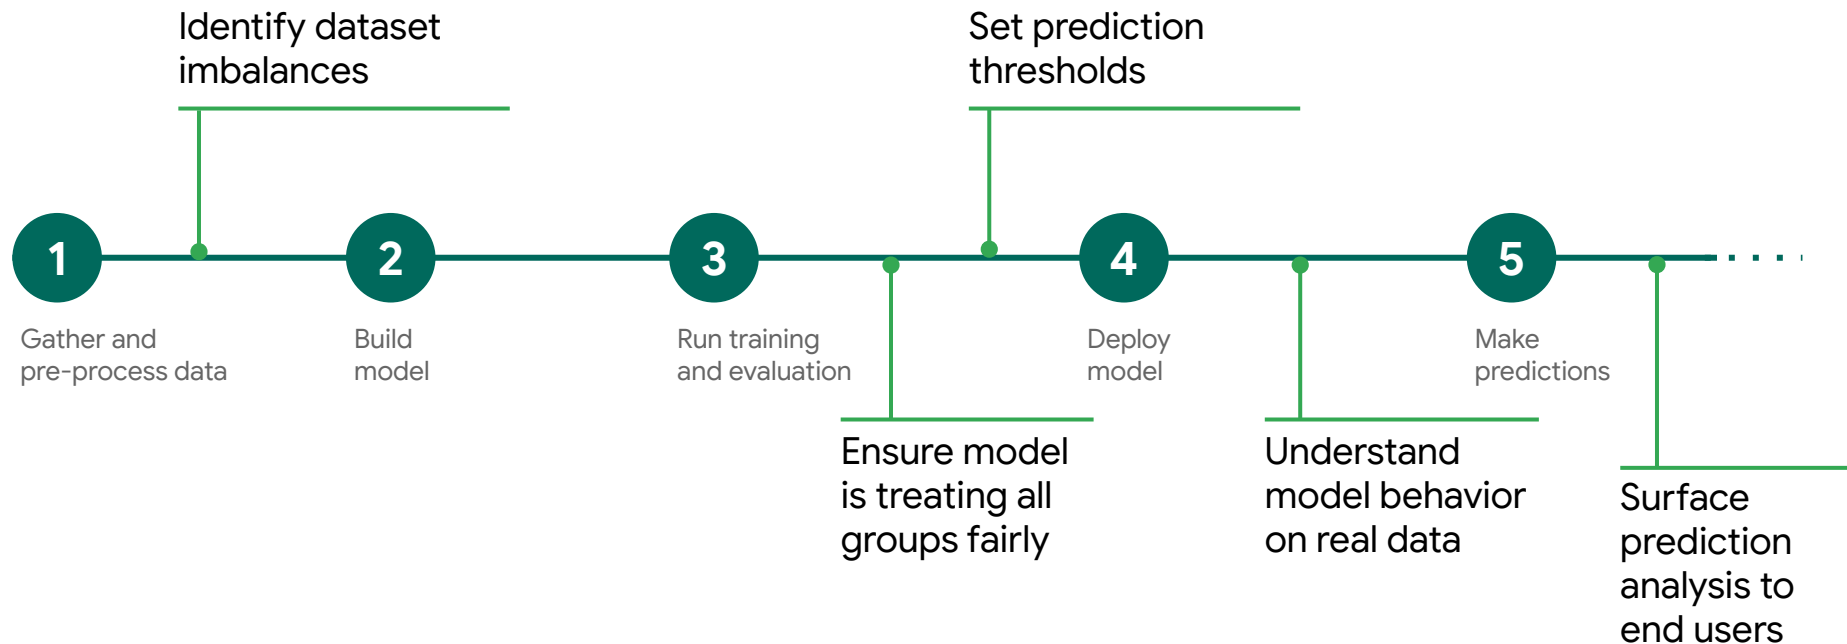 Identify dataset
imbalances
Set prediction
thresholds
1
2
3
4
5
Gather and
pre-process data
Build
model
Run training
and evaluation
Deploy
model
Make
predictions
Ensure model
is treating all
groups fairly
Understand
model behavior
on real data
Surface
prediction
analysis to
end users